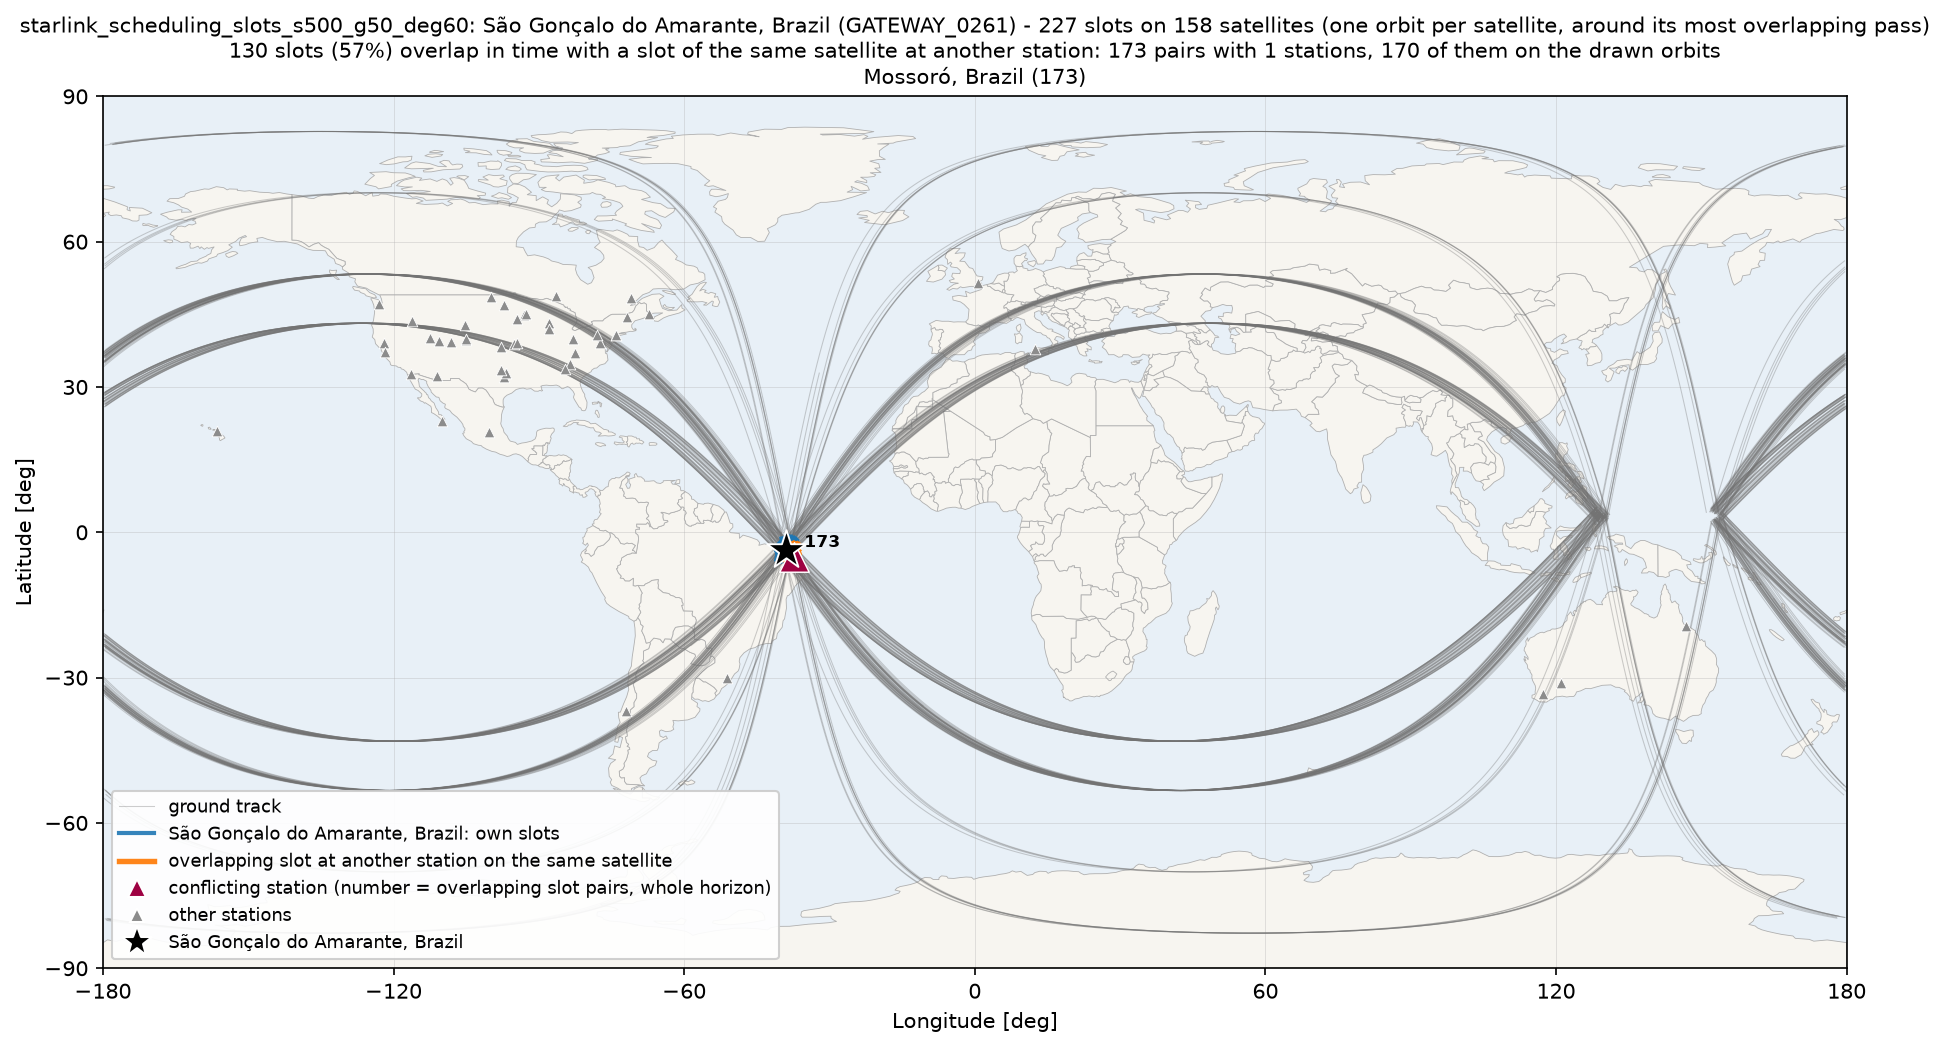 starlink_scheduling_slots_s500_g50_deg60: São Gonçalo do Amarante, Brazil (GATEWAY_0261) - 227 slots on 158 satellites (one orbit per satellite, around its most overlapping pass)
130 slots (57%) overlap in time with a slot of the same satellite at another station: 173 pairs with 1 stations, 170 of them on the drawn orbits
Mossoró, Brazil (173)
90
60
30
0
−30
−60
−90
Latitude [deg]
173
ground track
São Gonçalo do Amarante, Brazil: own slots
overlapping slot at another station on the same satellite
conflicting station (number = overlapping slot pairs, whole horizon)
other stations
São Gonçalo do Amarante, Brazil
−180
−120
−60
0
60
120
180
Longitude [deg]